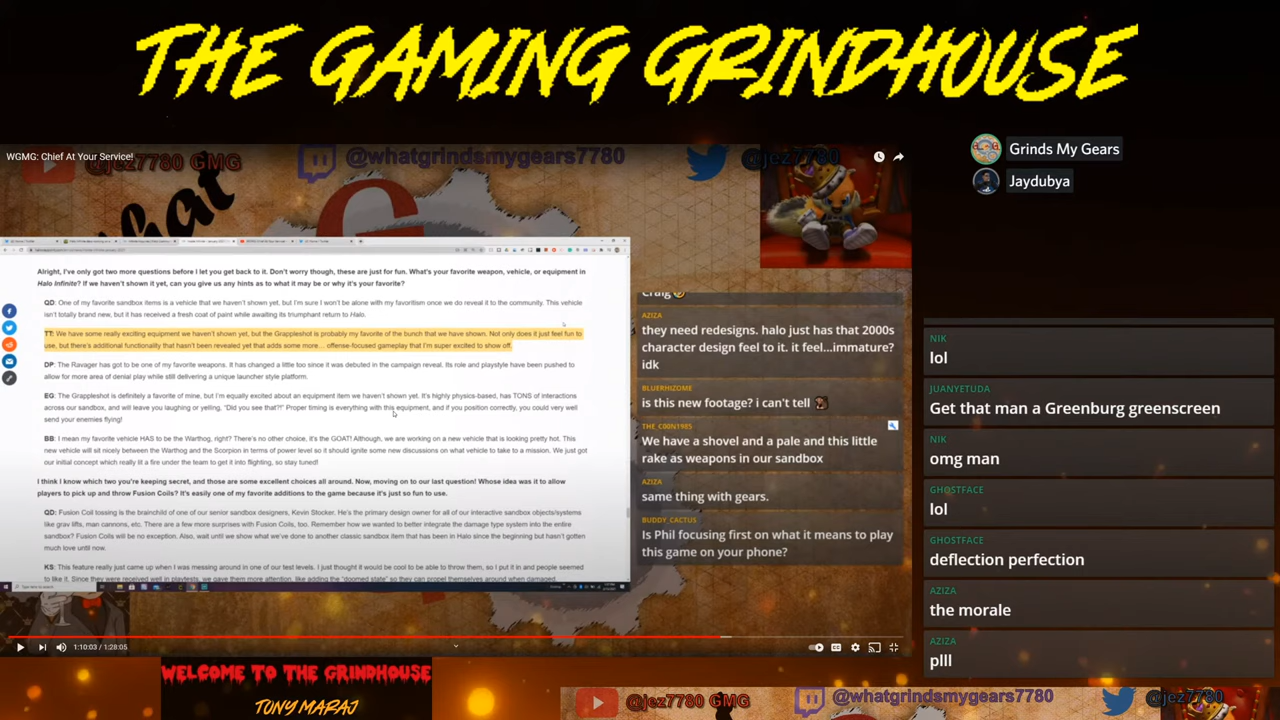 THE GAMING GRINDHOUSE
WGMG: Chief At Your Service!
@jez7780 GMG
@whatgrindsmygears7780
@jez7780
Grinds My Gears
Jaydubya
Alright, I've only got two more questions before I let you get back to it. Don't worry though, these are just for fun. What's your favorite weapon, vehicle, or equipment in
Halo Infinite? If we haven't shown it yet, can you give us any hints as to what it may be or why it's your favorite?
QD: One of my favorite sandbox items is a vehicle that we haven't shown yet, but I'm sure I won't be alone with my favoritism once we do reveal it to the community. This vehicle
isn't totally brand new, but it has received a fresh coat of paint while awaiting its triumphant return to Halo.
TT: We have some really exciting equipment we haven't shown yet, but the Grappleshot is probably my favorite of the bunch that we have shown. Not only does it just feel fun to
use, but there's additional functionality that hasn't been revealed yet that adds some more... offense-focused gameplay that I'm super excited to show off.
DP: The Ravager has got to be one of my favorite weapons. It has changed a little too since it was debuted in the campaign reveal. Its role and playstyle have been pushed to
allow for more area of denial play while still delivering a unique launcher style platform.
EG: The Grappleshot is definitely a favorite of mine, but I'm equally excited about an equipment item we haven't shown yet. It's highly physics-based, has TONS of interactions
across our sandbox, and will leave you laughing or yelling, "Did you see that?!" Proper timing is everything with this equipment, and if you position correctly, you could very well
send your enemies flying!
BB: I mean my favorite vehicle HAS to be the Warthog, right? There's no other choice, it's the GOAT! Although, we are working on a new vehicle that is looking pretty hot. This
new vehicle will sit nicely between the Warthog and the Scorpion in terms of power level so it should ignite some new discussions on what vehicle to take to a mission. We just got
our initial concept which really lit a fire under the team to get it into flighting, so stay tuned!
I think I know which two you're keeping secret, and those are some excellent choices all around. Now, moving on to our last question! Whose idea was it to allow
players to pick up and throw Fusion Coils? It's easily one of my favorite additions to the game because it's just so fun to use.
QD: Fusion Coil tossing is the brainchild of one of our senior sandbox designers, Kevin Stocker. He's the primary design owner for all of our interactive sandbox objects/systems
like grav lifts, man cannons, etc. There are a few more surprises with Fusion Coils. Remember how we wanted to better integrate the damage type system into the entire
sandbox? Fusion Coils will be no exception. Also, wait until we show what we've done to another classic sandbox item that has been in Halo since the beginning but hasn't gotten
much love until now.
KS: This feature really just came up when I was messing around in one of our test levels. I just thought it would be cool to be able to throw them, so I put it in and people seemed
to like it. Since they were received well in playtests, we gave them more attention, like adding the "doomed state" so they can propel themselves around when damaged.
Craig
AZIZA
they need redesigns. halo just has that 2000s
character design feel to it. it feel...immature?
idk
BLUERHIZOME
is this new footage? i can't tell
THE_C00N1985
We have a shovel and a pale and this little
rake as weapons in our sandbox
AZIZA
same thing with gears.
BUDDY_CACTUS
Is Phil focusing first on what it means to play
this game on your phone?
NIK
lol
JUANYETUDA
Get that man a Greenburg greenscreen
NIK
omg man
GHOSTFACE
lol
GHOSTFACE
deflection perfection
AZIZA
the morale
AZIZA
plll
1:10:03 / 1:28:05
WELCOME TO THE GRINDHOUSE
TONY MARAJ
@jez7780 GMG
@whatgrindsmygears7780
@jez7780